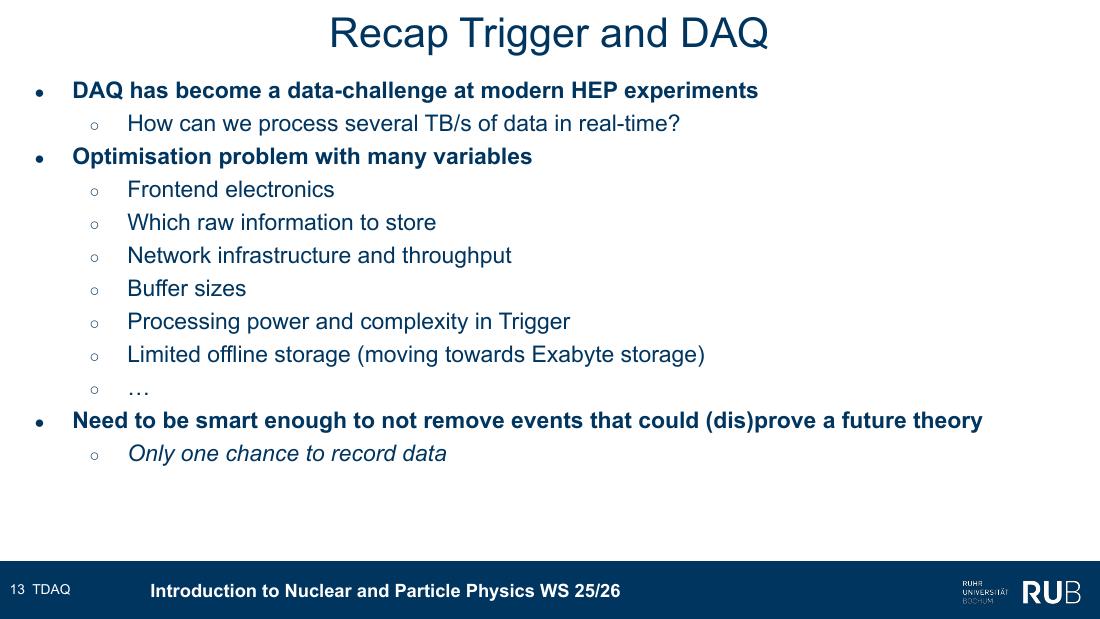 Recap Trigger and DAQ
● DAQ has become a data-challenge at modern HEP experiments
○ How can we process several TB/s of data in real-time?
● Optimisation problem with many variables
○ Frontend electronics
○ Which raw information to store
○ Network infrastructure and throughput
○ Buffer sizes
○ Processing power and complexity in Trigger
○ Limited offline storage (moving towards Exabyte storage)
○ …
● Need to be smart enough to not remove events that could (dis)prove a future theory
○ Only one chance to record data
13 TDAQ
Introduction to Nuclear and Particle Physics WS 25/26
RUHR
UNIVERSITÄT
BOCHUM
RUB